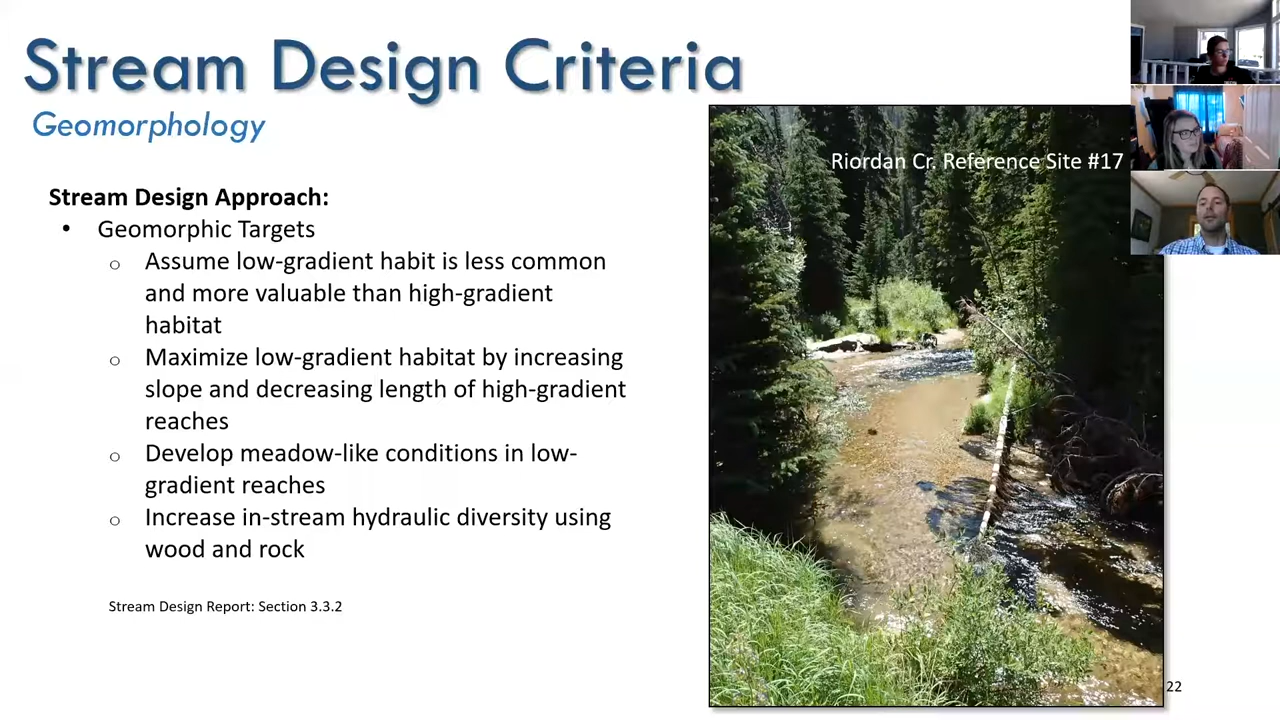 Stream Design Criteria
Geomorphology
Riordan Cr. Reference Site #17
Stream Design Approach:
• Geomorphic Targets
o Assume low-gradient habit is less common
and more valuable than high-gradient
habitat
o Maximize low-gradient habitat by increasing
slope and decreasing length of high-gradient
reaches
o Develop meadow-like conditions in low-
gradient reaches
o Increase in-stream hydraulic diversity using
wood and rock
Stream Design Report: Section 3.3.2
22